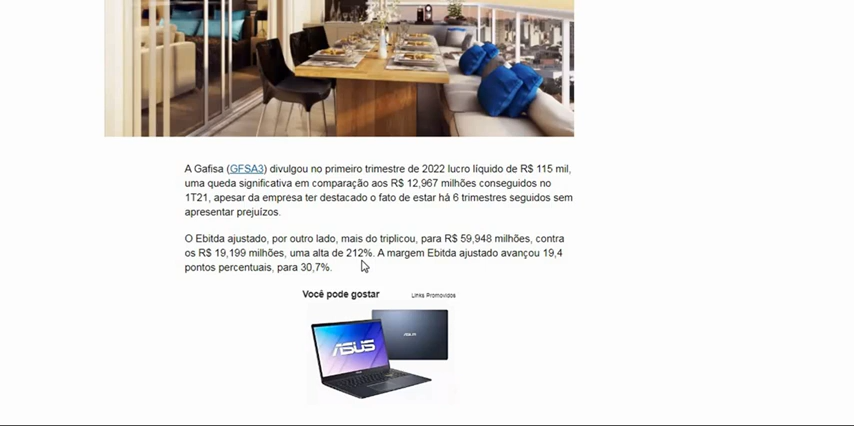 A Gafisa (GFSA3) divulgou no primeiro trimestre de 2022 lucro líquido de R$ 115 mil,
uma queda significativa em comparação aos R$ 12,967 milhões conseguidos no
1T21, apesar da empresa ter destacado o fato de estar há 6 trimestres seguidos sem
apresentar prejuízos.
O Ebitda ajustado, por outro lado, mais do triplicou, para R$ 59,948 milhões, contra
os R$ 19,199 milhões, uma alta de 212%. A margem Ebitda ajustado avançou 19,4
pontos percentuais, para 30,7%.
Você pode gostar
Links Promovidos
ASUS
ASUS